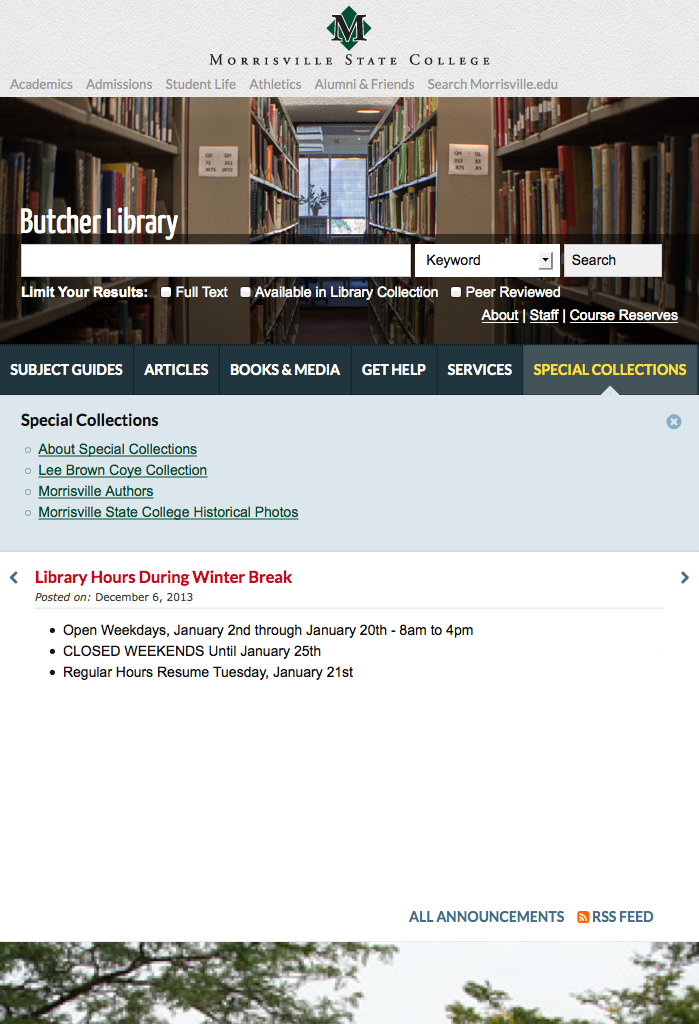 M
MORRISVILLE STATE COLLEGE
Academics Admissions Student Life Athletics Alumni & Friends Search Morrisville.edu
Butcher Library
Keyword Search
Limit Your Results: Full Text Available in Library Collection Peer Reviewed
About | Staff | Course Reserves
SUBJECT GUIDES ARTICLES BOOKS & MEDIA GET HELP SERVICES SPECIAL COLLECTIONS
Special Collections
About Special Collections
Lee Brown Coye Collection
Morrisville Authors
Morrisville State College Historical Photos
Library Hours During Winter Break
Posted on: December 6, 2013
Open Weekdays, January 2nd through January 20th - 8am to 4pm
CLOSED WEEKENDS Until January 25th
Regular Hours Resume Tuesday, January 21st
ALL ANNOUNCEMENTS RSS FEED